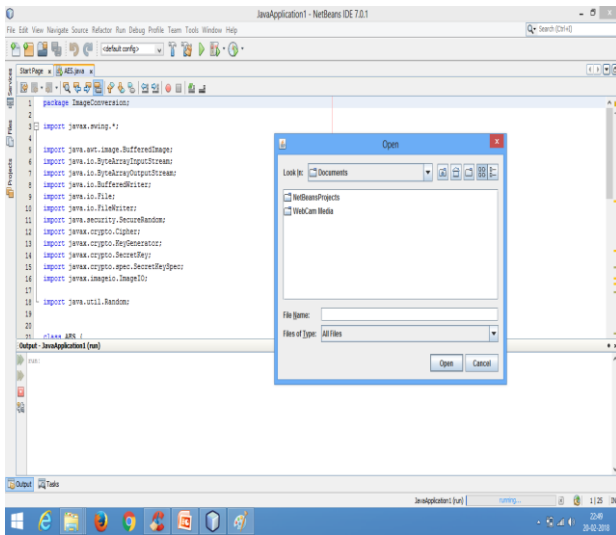 JavaApplication1 - NetBeans IDE 7.0.1
File Edit View Navigate Source Refactor Run Debug Profile Team Tools Window Help
Search (Ctrl+I)
<default config>
Start Page AES.java
Services
Files
Projects
1 package ImageConversion;
2
3 import javax.swing.*;
4
5 import java.awt.image.BufferedImage;
6 import java.io.ByteArrayInputStream;
7 import java.io.ByteArrayOutputStream;
8 import java.io.BufferedWriter;
9 import java.io.File;
10 import java.io.FileWriter;
11 import java.security.SecureRandom;
12 import javax.crypto.Cipher;
13 import javax.crypto.KeyGenerator;
14 import javax.crypto.SecretKey;
15 import javax.crypto.spec.SecretKeySpec;
16 import javax.imageio.ImageIO;
17
18 import java.util.Random;
19
20
21 class AES {
Open
Look in: Documents
NetBeansProjects
WebCam Media
File Name:
Files of Type: All Files
Open Cancel
Output - JavaApplication1 (run)
run:
Output Tasks
JavaApplication1 (run) running... 1|25
22:49
28-02-2018